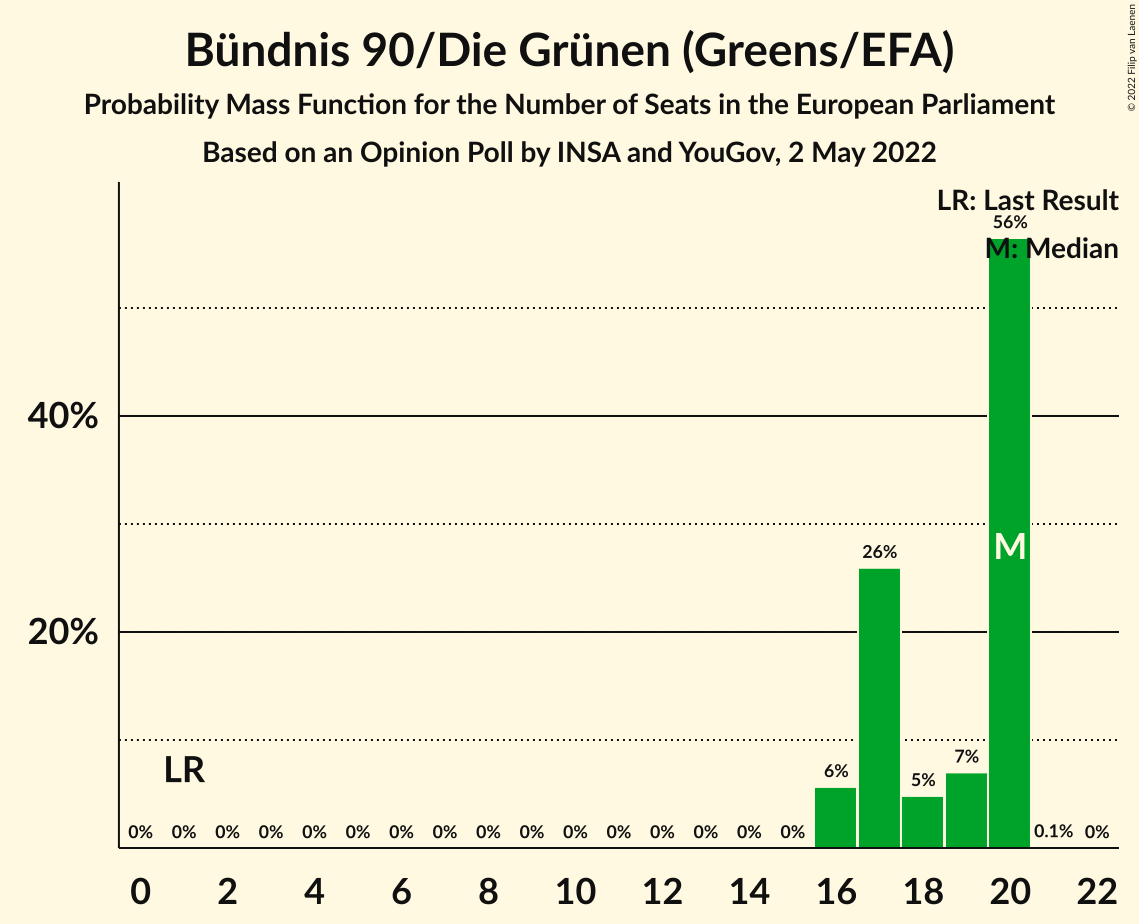 Bündnis 90/Die Grünen (Greens/EFA)
Probability Mass Function for the Number of Seats in the European Parliament
Based on an Opinion Poll by INSA and YouGov, 2 May 2022
© 2022 Filip van Laenen
LR: Last Result
56%
M: Median
40%
M
26%
20%
LR
6%
5%
7%
0% 0% 0% 0% 0% 0% 0% 0% 0% 0% 0% 0% 0% 0% 0% 0% 0.1% 0%
0 2 4 6 8 10 12 14 16 18 20 22